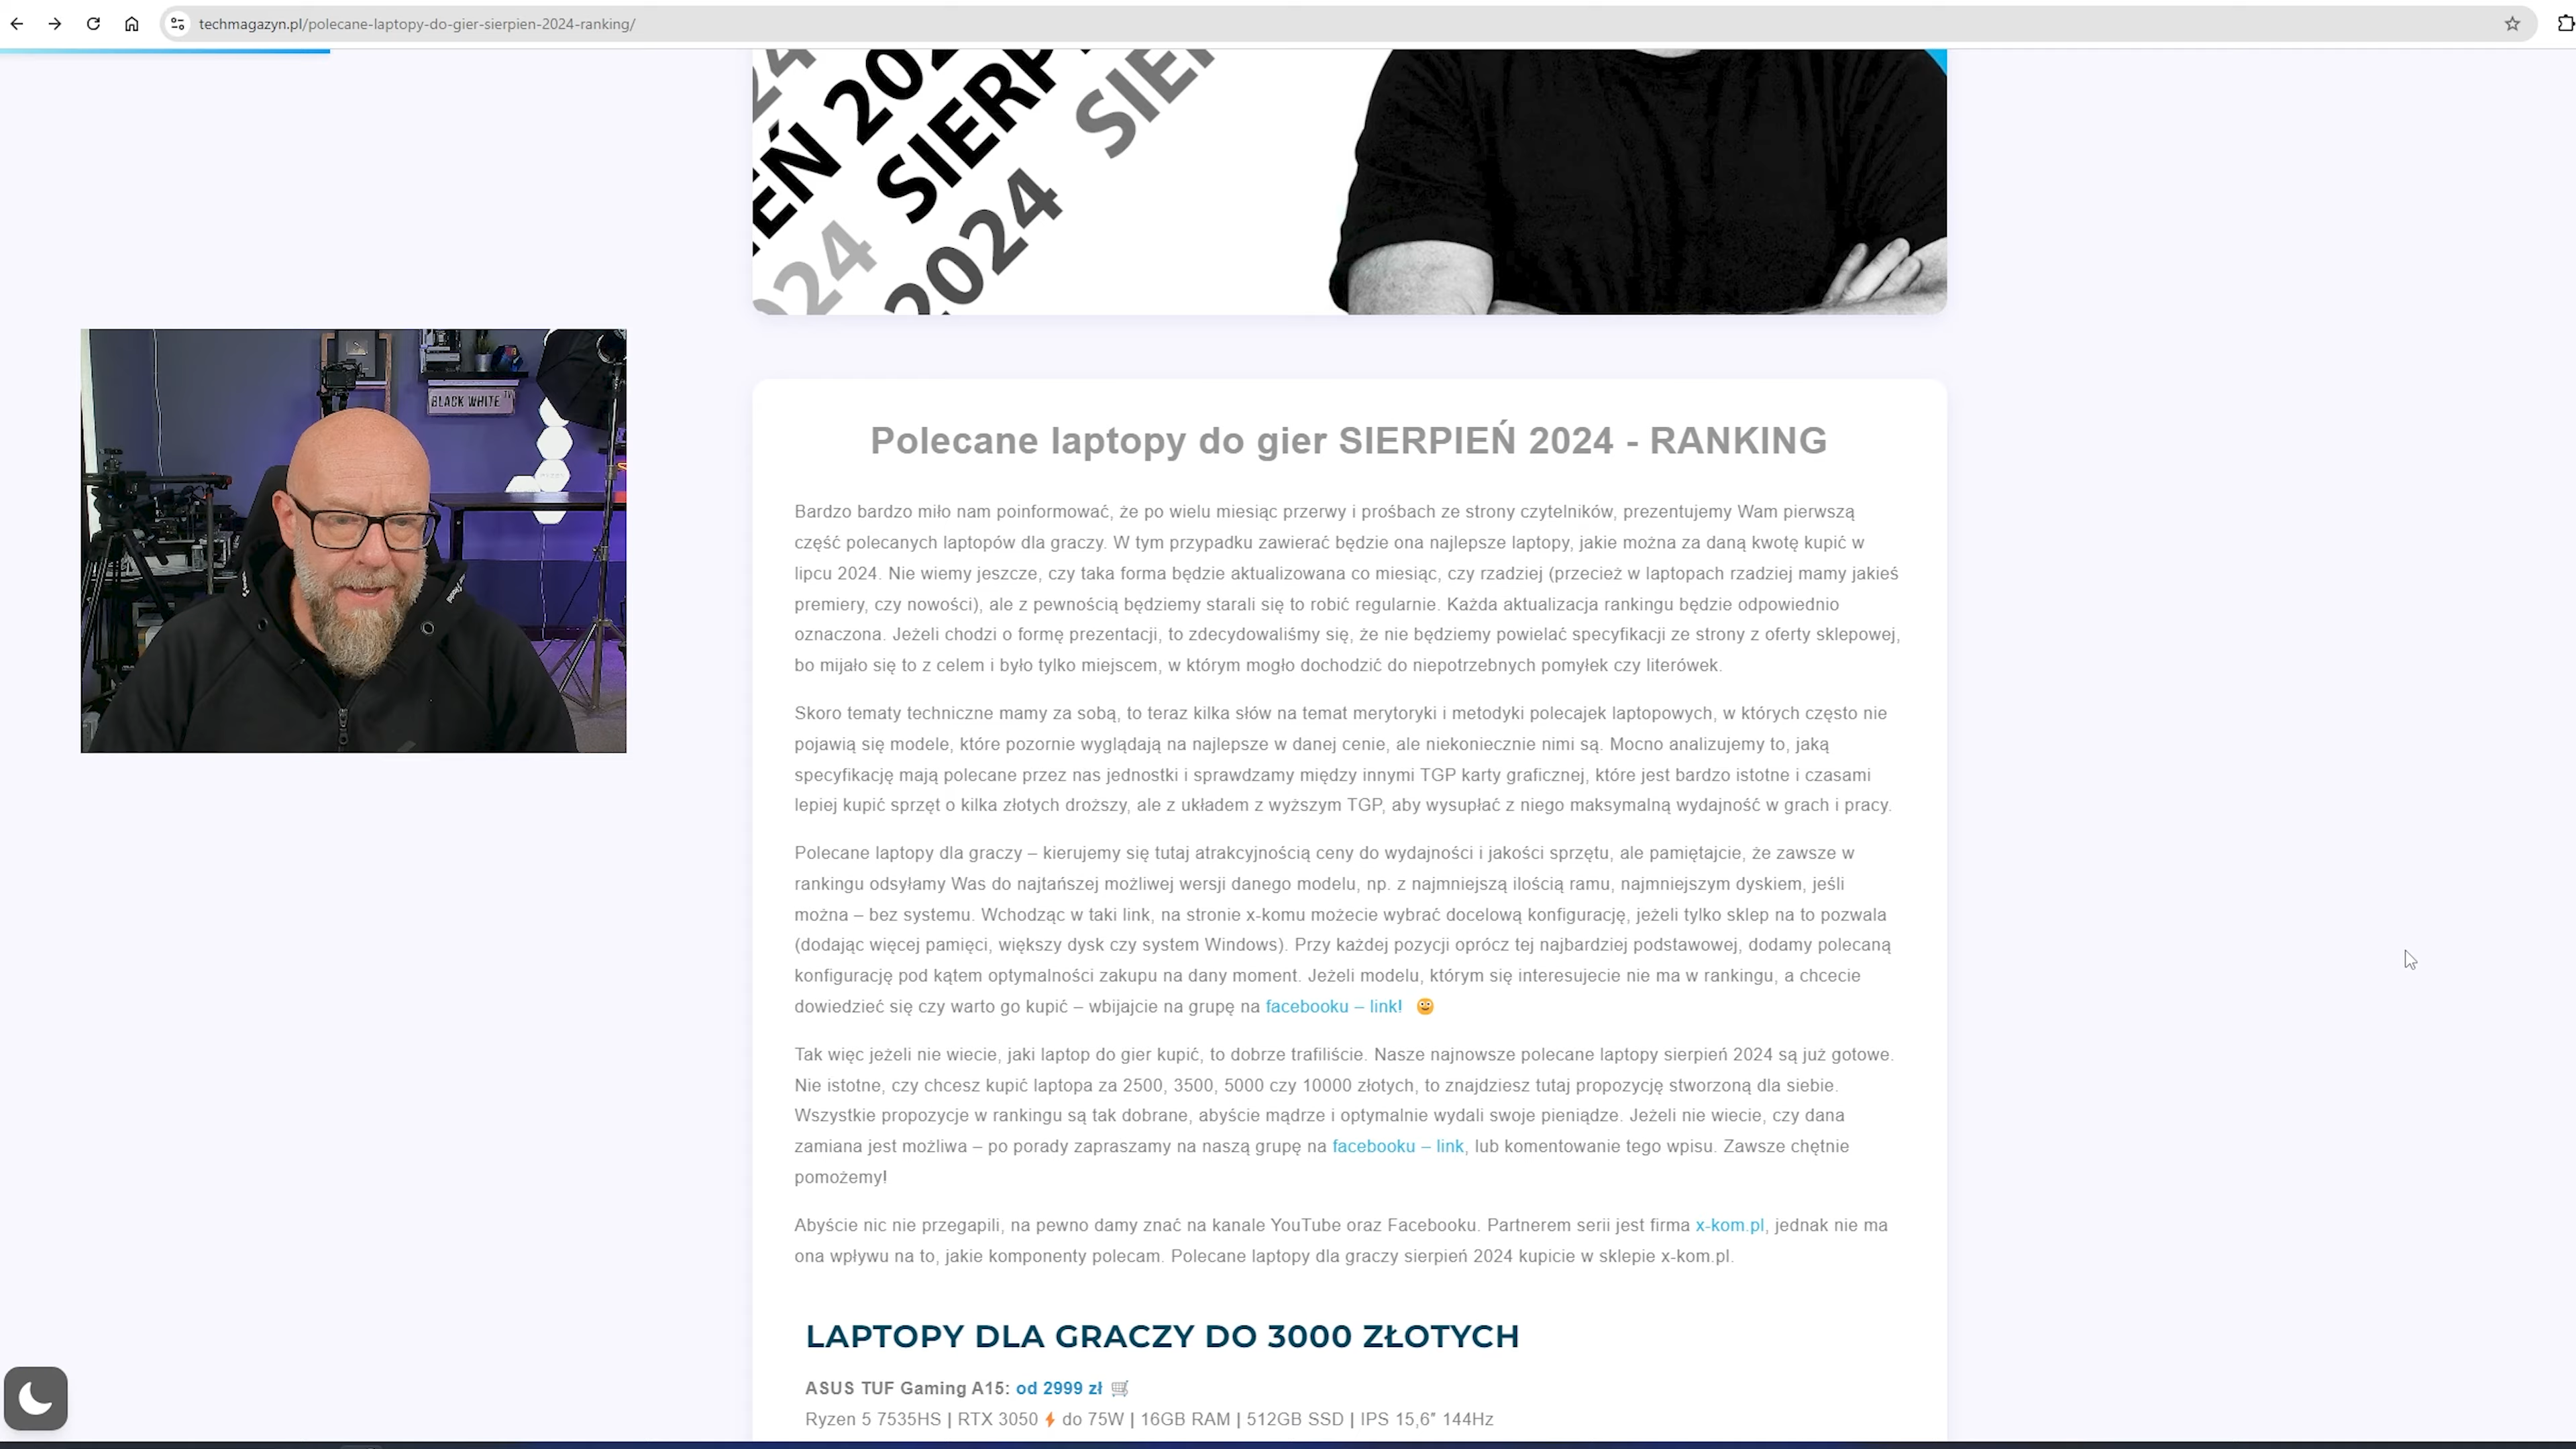 techmagazyn.pl/polecane-laptopy-do-gier-sierpien-2024-ranking/
SIERP
2024
BLACK WHITE
Polecane laptopy do gier SIERPIEŃ 2024 - RANKING
Bardzo bardzo miło nam poinformować, że po wielu miesiąc przerwy i prośbach ze strony czytelników, prezentujemy Wam pierwszą
część polecanych laptopów dla graczy. W tym przypadku zawierać będzie ona najlepsze laptopy, jakie można za daną kwotę kupić w
lipcu 2024. Nie wiemy jeszcze, czy taka forma będzie aktualizowana co miesiąc, czy rzadziej (przecież w laptopach rzadziej mamy jakieś
premiery, czy nowości), ale z pewnością będziemy starali się to robić regularnie. Każda aktualizacja rankingu będzie odpowiednio
oznaczona. Jeżeli chodzi o formę prezentacji, to zdecydowaliśmy się, że nie będziemy powielać specyfikacji ze strony z oferty sklepowej,
bo mijało się to z celem i było tylko miejscem, w którym mogło dochodzić do niepotrzebnych pomyłek czy literówek.
Skoro tematy techniczne mamy za sobą, to teraz kilka słów na temat merytoryki i metodyki polecajek laptopowych, w których często nie
pojawią się modele, które pozornie wyglądają na najlepsze w danej cenie, ale niekoniecznie nimi są. Mocno analizujemy to, jaką
specyfikację mają polecane przez nas jednostki i sprawdzamy między innymi TGP karty graficznej, które jest bardzo istotne i czasami
lepiej kupić sprzęt o kilka złotych droższy, ale z układem z wyższym TGP, aby wysupłać z niego maksymalną wydajność w grach i pracy.
Polecane laptopy dla graczy – kierujemy się tutaj atrakcyjnością ceny do wydajności i jakości sprzętu, ale pamiętajcie, że zawsze w
rankingu odsyłamy Was do najtańszej możliwej wersji danego modelu, np. z najmniejszą ilością ramu, najmniejszym dyskiem, jeśli
można – bez systemu. Wchodząc w taki link, na stronie x-komu możecie wybrać docelową konfigurację, jeżeli tylko sklep na to pozwala
(dodając więcej pamięci, większy dysk czy system Windows). Przy każdej pozycji oprócz tej najbardziej podstawowej, dodamy polecaną
konfigurację pod kątem optymalności zakupu na dany moment. Jeżeli modelu, którym się interesujecie nie ma w rankingu, a chcecie
dowiedzieć się czy warto go kupić – wbijajcie na grupę na facebooku – link!
Tak więc jeżeli nie wiecie, jaki laptop do gier kupić, to dobrze trafiliście. Nasze najnowsze polecane laptopy sierpień 2024 są już gotowe.
Nie istotne, czy chcesz kupić laptopa za 2500, 3500, 5000 czy 10000 złotych, to znajdziesz tutaj propozycję stworzoną dla siebie.
Wszystkie propozycje w rankingu są tak dobrane, abyście mądrze i optymalnie wydali swoje pieniądze. Jeżeli nie wiecie, czy dana
zamiana jest możliwa – po porady zapraszamy na naszą grupę na facebooku – link, lub komentowanie tego wpisu. Zawsze chętnie
pomożemy!
Abyście nic nie przegapili, na pewno damy znać na kanale YouTube oraz Facebooku. Partnerem serii jest firma x-kom.pl, jednak nie ma
ona wpływu na to, jakie komponenty polecam. Polecane laptopy dla graczy sierpień 2024 kupicie w sklepie x-kom.pl.
LAPTOPY DLA GRACZY DO 3000 ZŁOTYCH
ASUS TUF Gaming A15: od 2999 zł
Ryzen 5 7535HS | RTX 3050 do 75W | 16GB RAM | 512GB SSD | IPS 15,6″ 144Hz